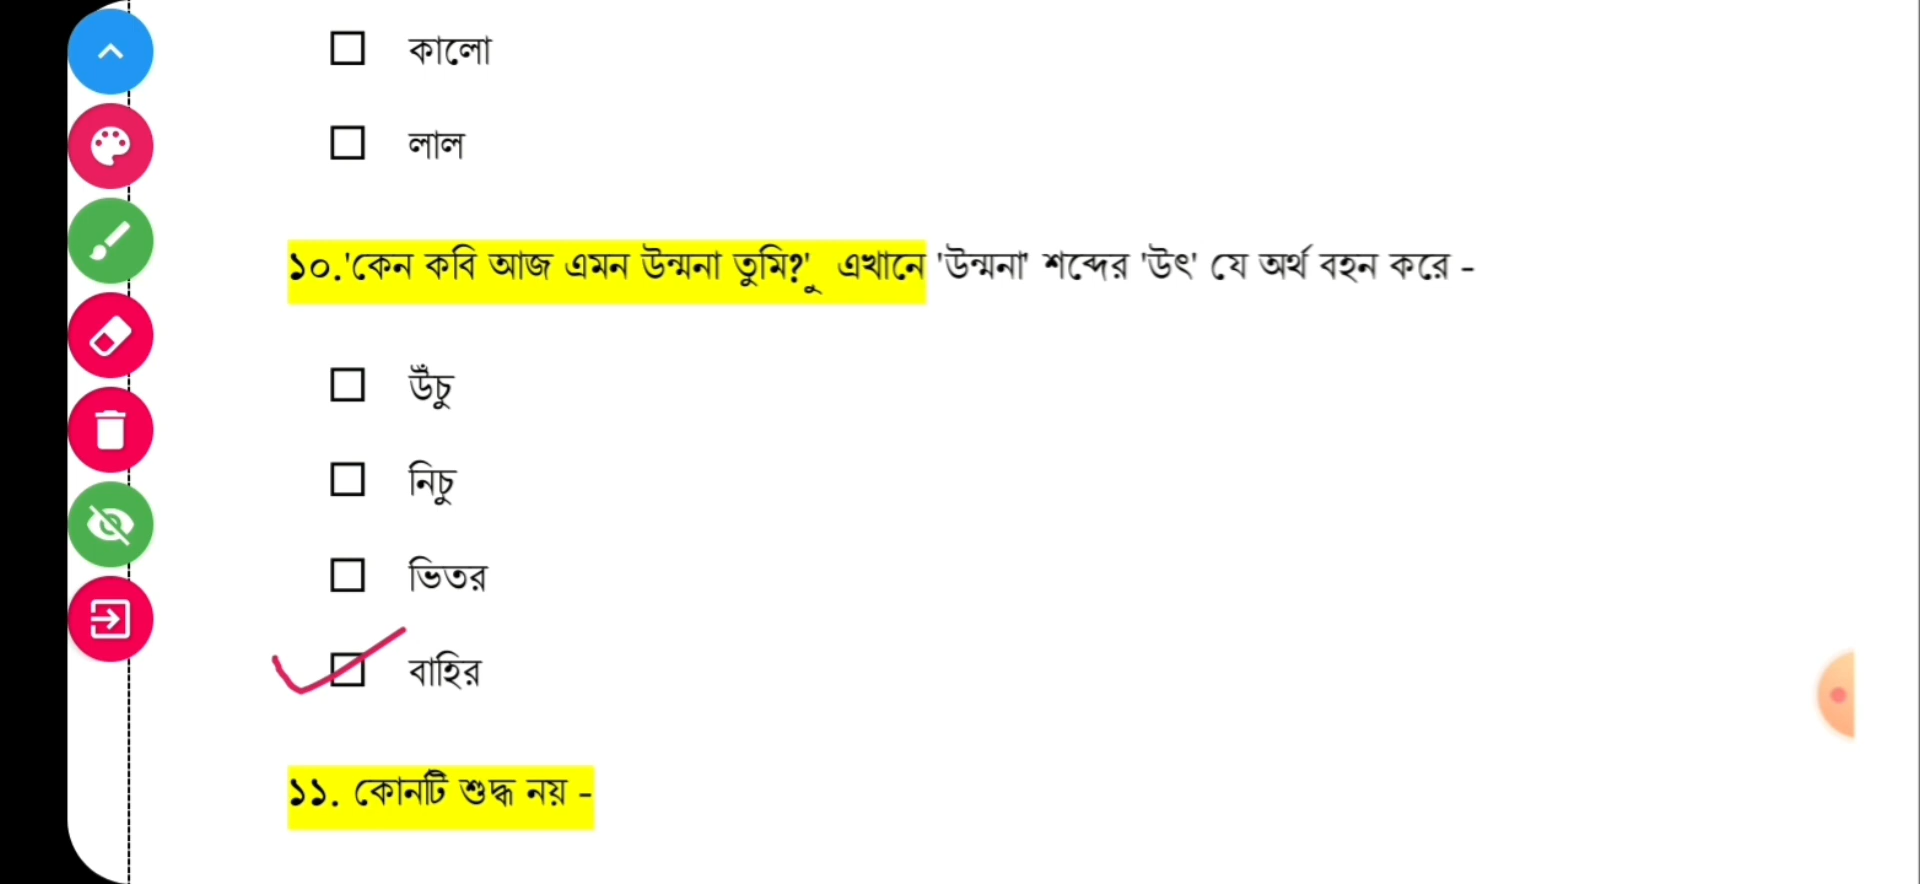 কালো
লাল
১০.'কেন কবি আজ এমন উন্মনা তুমি?'ু এখানে 'উন্মনা' শব্দের 'উৎ' যে অর্থ বহন করে -
উঁচু
নিচু
ভিতর
বাহির
১১. কোনটি শুদ্ধ নয় -